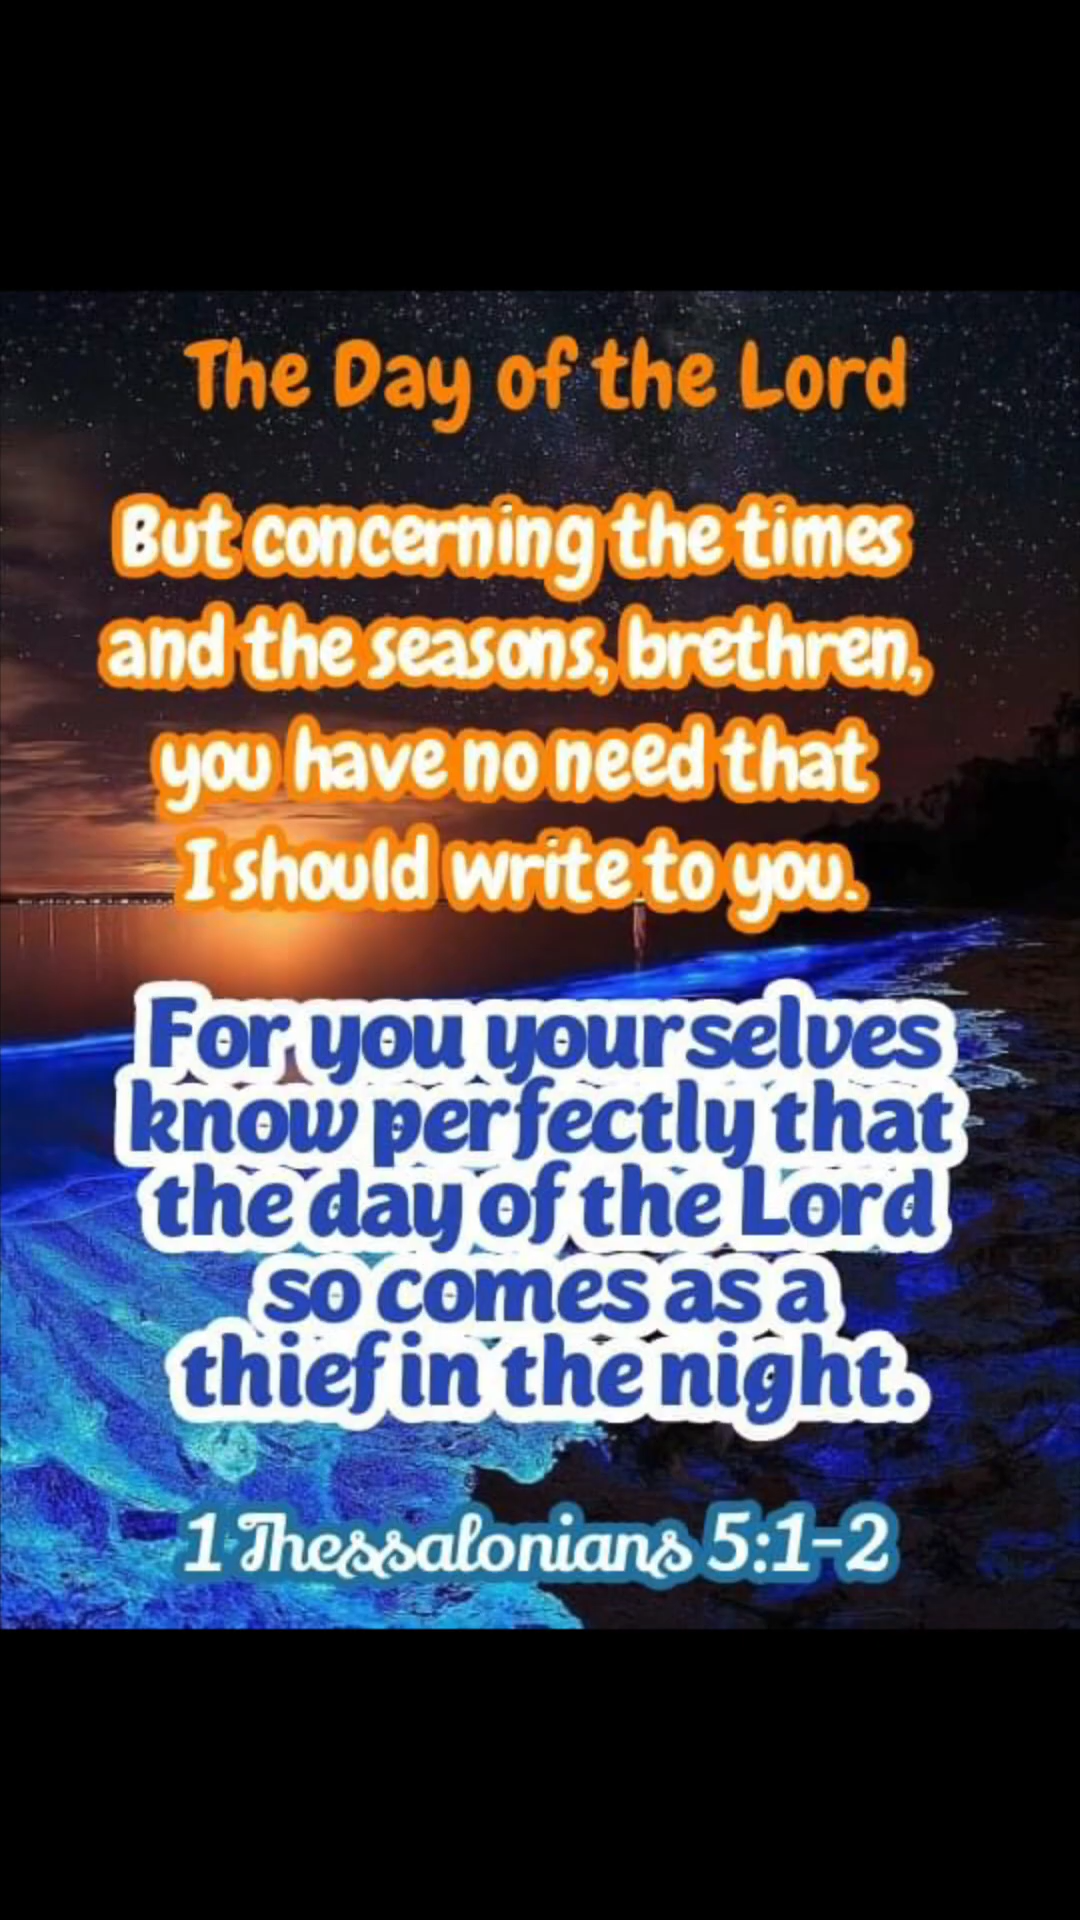 The Day of the Lord
But concerning the times
and the seasons, brethren,
you have no need that
I should write to you.
For you yourselves
know perfectly that
the day of the Lord
so comes as a
thief in the night.
1 Thessalonians 5:1-2